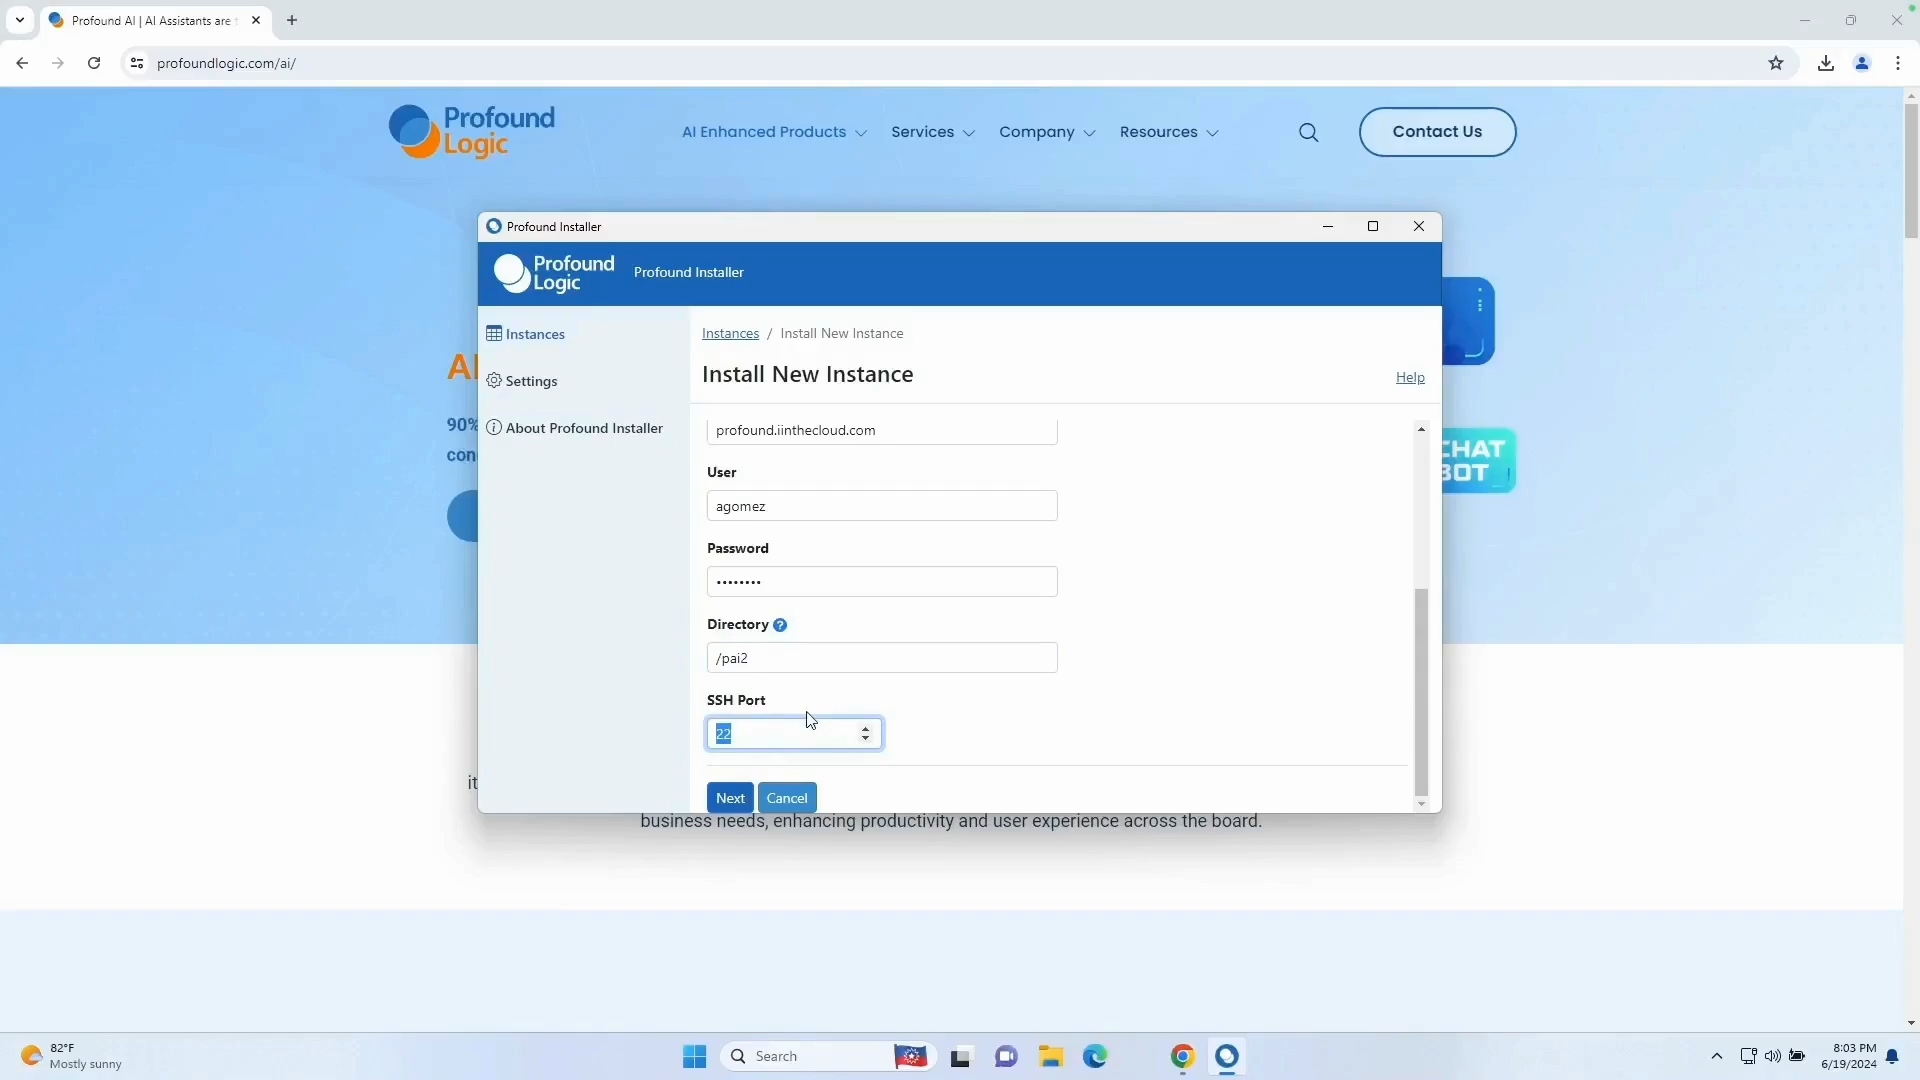 Profound AI | AI Assistants are
profoundlogic.com/ai/
Profound
Logic
AI Enhanced Products
Services
Company
Resources
Contact Us
Profound Installer
Profound
Logic
Profound Installer
Instances
Settings
About Profound Installer
Instances / Install New Instance
Install New Instance
Help
profound.iinthecloud.com
User
agomez
Password
••••••••
Directory ?
/pai2
SSH Port
22
Next
Cancel
90%
CHAT
BOT
it
business needs, enhancing productivity and user experience across the board.
82°F
Mostly sunny
Search
8:03 PM
6/19/2024